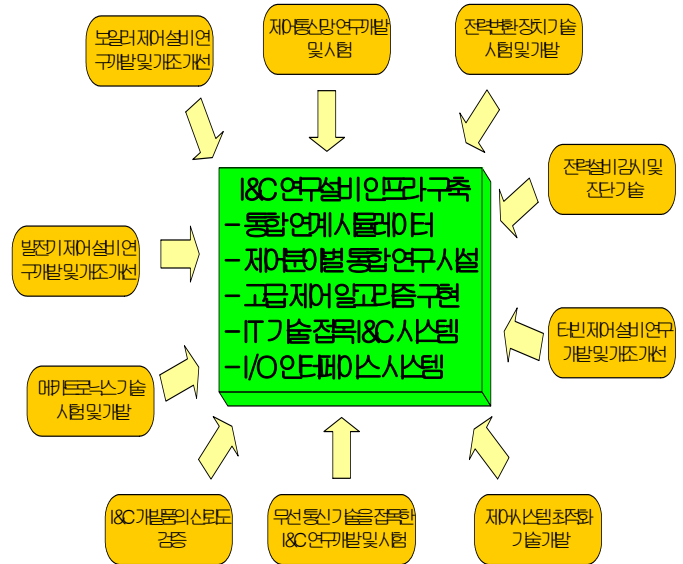 보일러 제어 설비 연
구개발 및 개조 개선
제어 통신망 연구개발
및 시험
전력 변환 장치 기술
시험 및 개발
전력 설비 감시 및
진단 기술
I&C 연구설비 인프라 구축
- 통합 연계 시뮬레이터
- 제어분야별 통합 연구 시설
- 고급 제어 알고리즘 구현
- IT 기술 접목 I&C 시스템
- I/O 인터페이스 시스템
발전기 제어 설비 연
구개발 및 개조 개선
터빈 제어 설비 연구
개발 및 개조 개선
메카트로닉스 기술
시험 및 개발
I&C 개발품의 신뢰도
검증
무선 통신 기술을 접목한
I&C 연구개발 및 시험
제어시스템 최적화
기술개발